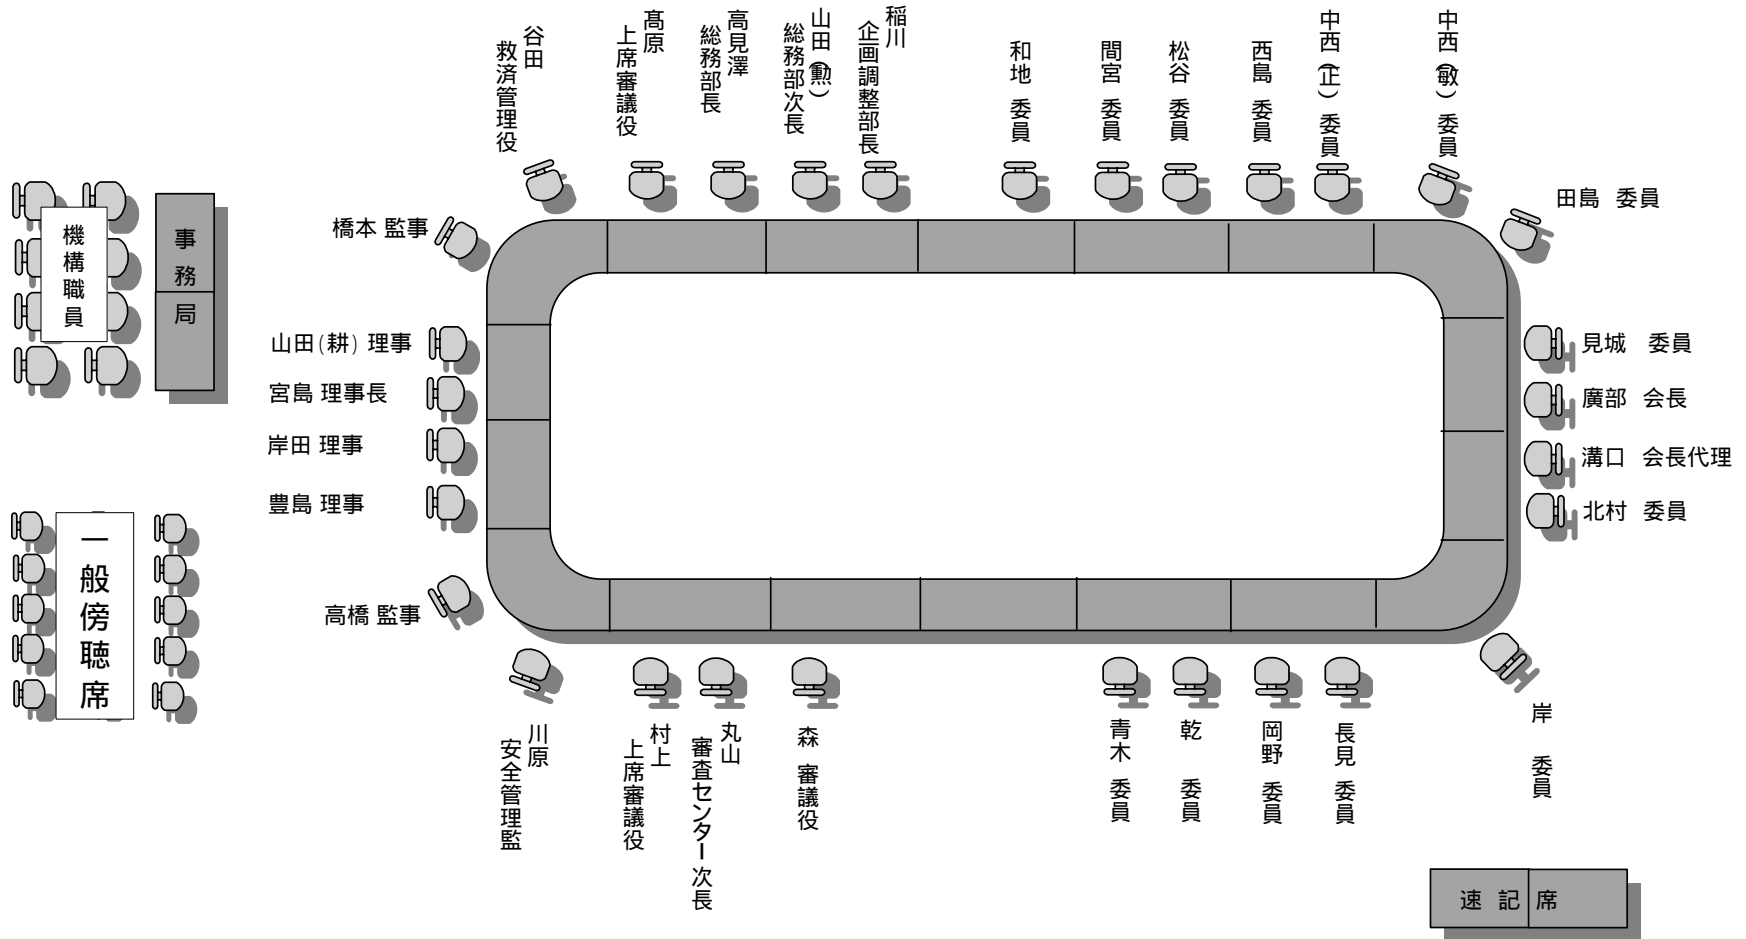 谷田
救済管理役
髙原
上席審議役
高見澤
総務部長
山田(勲)
総務部次長
稲川
企画調整部長
和地 委員
間宮 委員
松谷 委員
西島 委員
中西(正) 委員
中西(敏) 委員
田島 委員
橋本 監事
山田(耕) 理事
宮島 理事長
岸田 理事
豊島 理事
高橋 監事
見城 委員
廣部 会長
溝口 会長代理
北村 委員
機構職員
事務局
一般傍聴席
川原
安全管理監
村上
上席審議役
丸山
審査センター次長
森 審議役
青木 委員
乾 委員
岡野 委員
長見 委員
岸 委員
速記席